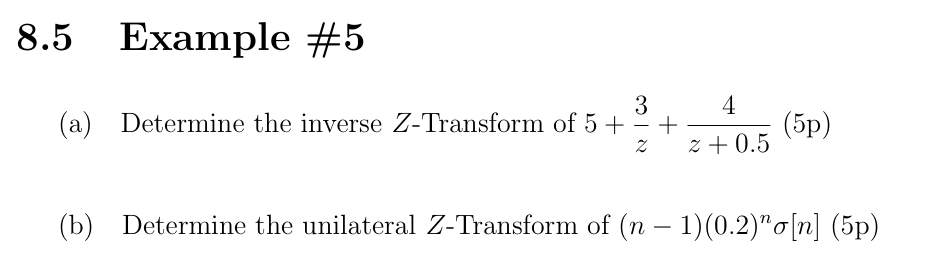 8.5 Example #5
(a) Determine the inverse Z-Transform of 5 + 3/z + 4/(z + 0.5) (5p)
(b) Determine the unilateral Z-Transform of (n − 1)(0.2)ⁿσ[n] (5p)